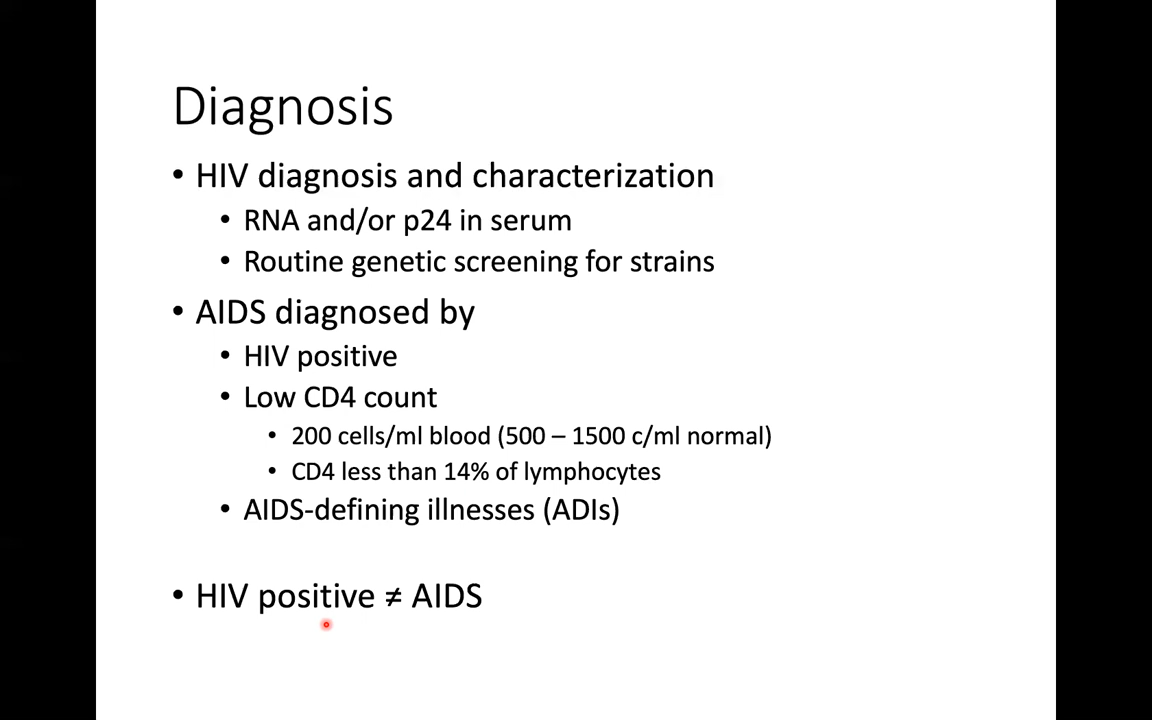 Diagnosis
• HIV diagnosis and characterization
• RNA and/or p24 in serum
• Routine genetic screening for strains
• AIDS diagnosed by
• HIV positive
• Low CD4 count
• 200 cells/ml blood (500 – 1500 c/ml normal)
• CD4 less than 14% of lymphocytes
• AIDS-defining illnesses (ADIs)
• HIV positive ≠ AIDS